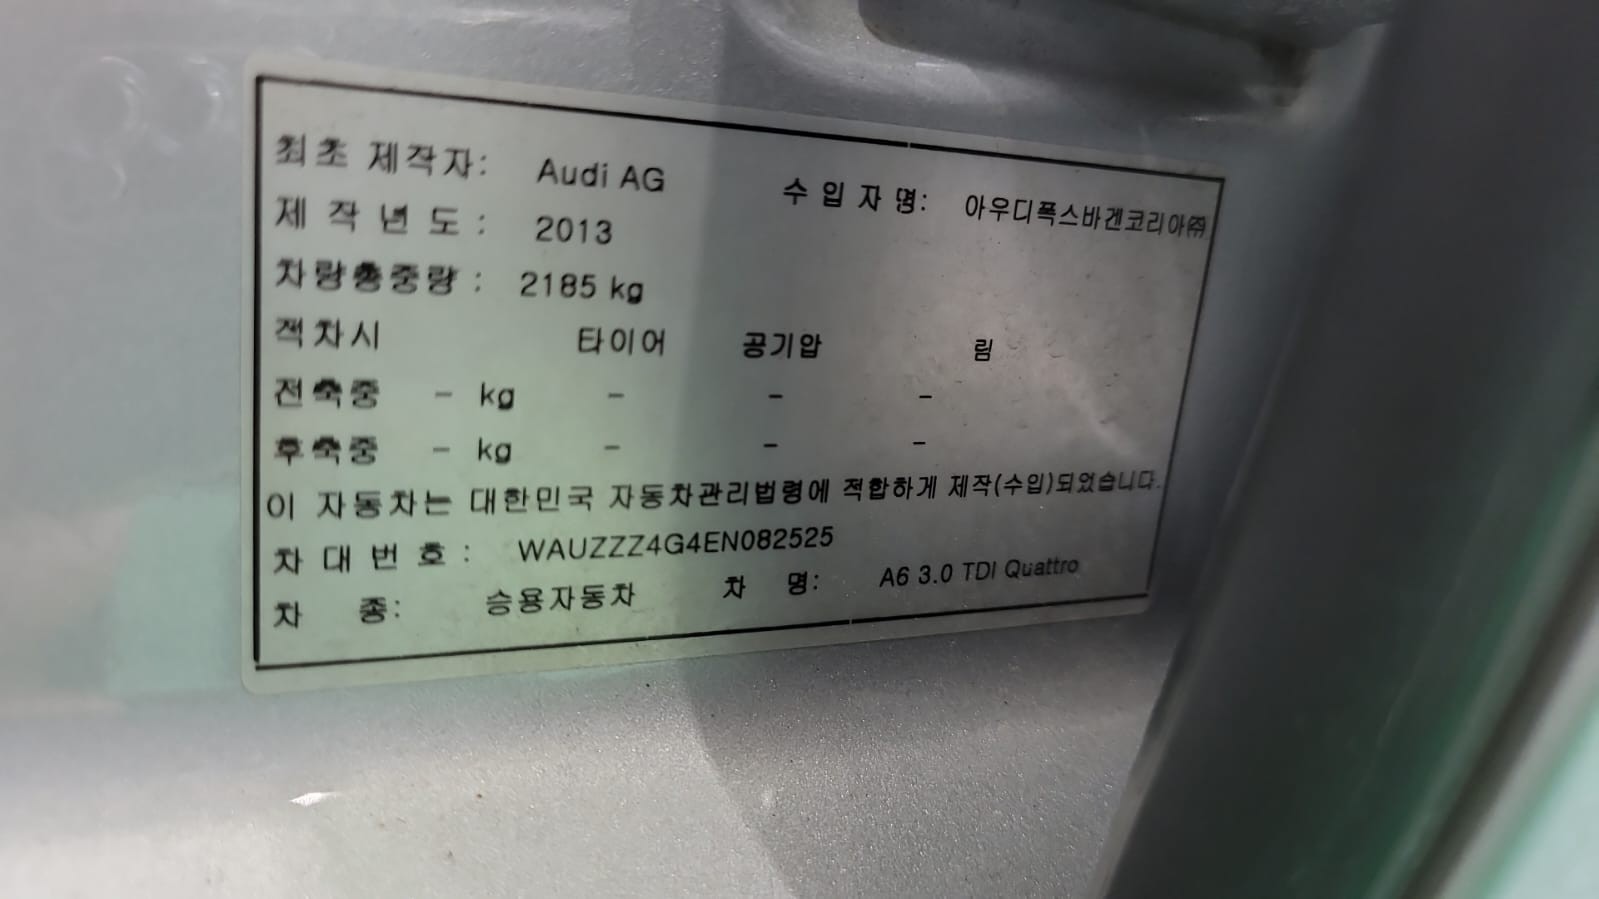 최초 제작자: Audi AG 수입자명: 아우디폭스바겐코리아㈜
제작년도: 2013
차량총중량: 2185 kg
적차시 타이어 공기압 림
전축중 - kg - - -
후축중 - kg - - -
이 자동차는 대한민국 자동차관리법령에 적합하게 제작(수입)되었습니다.
차대번호: WAUZZZ4G4EN082525
차 종: 승용자동차 차 명: A6 3.0 TDI Quattro